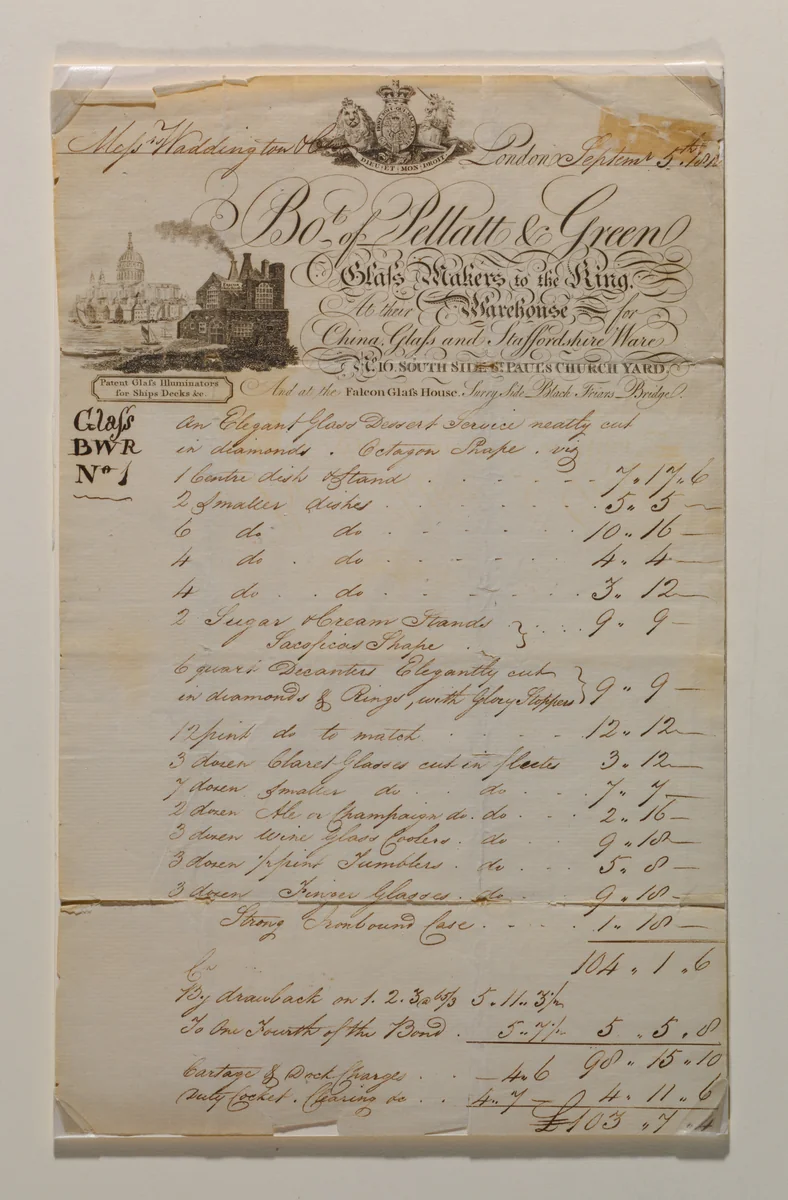 Messrs Waddington & Co
London Septemr 5th
DIEU ET MON DROIT
Bot. of Pellatt & Green
Glass Makers to the King.
At their Warehouse for
China, Glass and Staffordshire Ware
No. 10. SOUTH SIDE St. PAUL'S CHURCH YARD,
Patent Glass Illuminators
for Ships Decks &c.
And at the Falcon Glass House. Surry Side Black Friars Bridge.
Glass
BWR
No 1
An Elegant Glass Dessert Service neatly cut
in diamonds . Octagon Shape . viz
1 Centre dish & Stand 7 " 17 " 6
2 Smaller dishes 5 " 5 —
6 do do 10 " 16 —
4 do . do 4 " 4 —
4 do . do 3 " 12 —
2 Sugar & Cream Stands } 9 " 9 —
Shape
6 quart Decanters Elegantly cut }
in diamonds & Rings, with Glory Stoppers 9 " 9 —
12 pint do to match 12 " 12 —
3 dozen Claret Glasses cut in flutes 3 " 12 —
7 dozen Smaller do do 7 " 7 —
2 dozen Ale or Champaign do . do 2 " 16 —
3 dozen Wine Glass Coolers . do 9 " 18 —
3 dozen 1/2 pint Tumblers . do 5 " 8 —
3 dozen Finger Glasses . do 9 " 18 —
Strong Ironbound Case 1 " 18 —
104 " 1 " 6
Cr
By drawback on 1. 2. 3 5 " 11 " 3 1/2
To One Fourth of the Bond . 5 " 7 1/2 5 " 5 " 8
98 " 15 " 10
Cartage & Dock Charges — 4 " 6
Duty Cocket . Clearing &c 4 " 7 — 4 " 11 " 6
£103 " 7 " 4